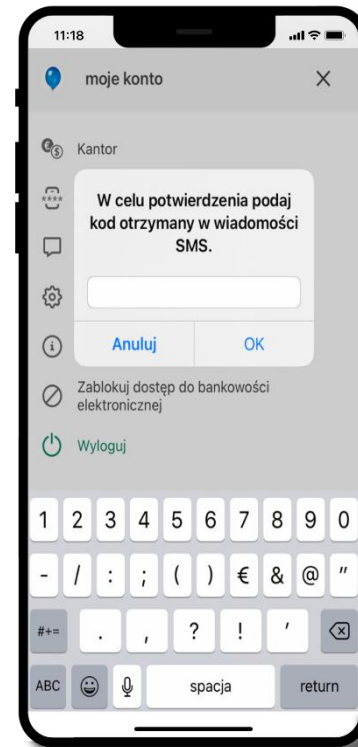 11:18
moje konto
Kantor
W celu potwierdzenia podaj
kod otrzymany w wiadomości
SMS.
Anuluj OK
Zablokuj dostęp do bankowości
elektronicznej
Wyloguj
1 2 3 4 5 6 7 8 9 0
- / : ; ( ) € & @ "
#+= . , ? ! '
ABC spacja return